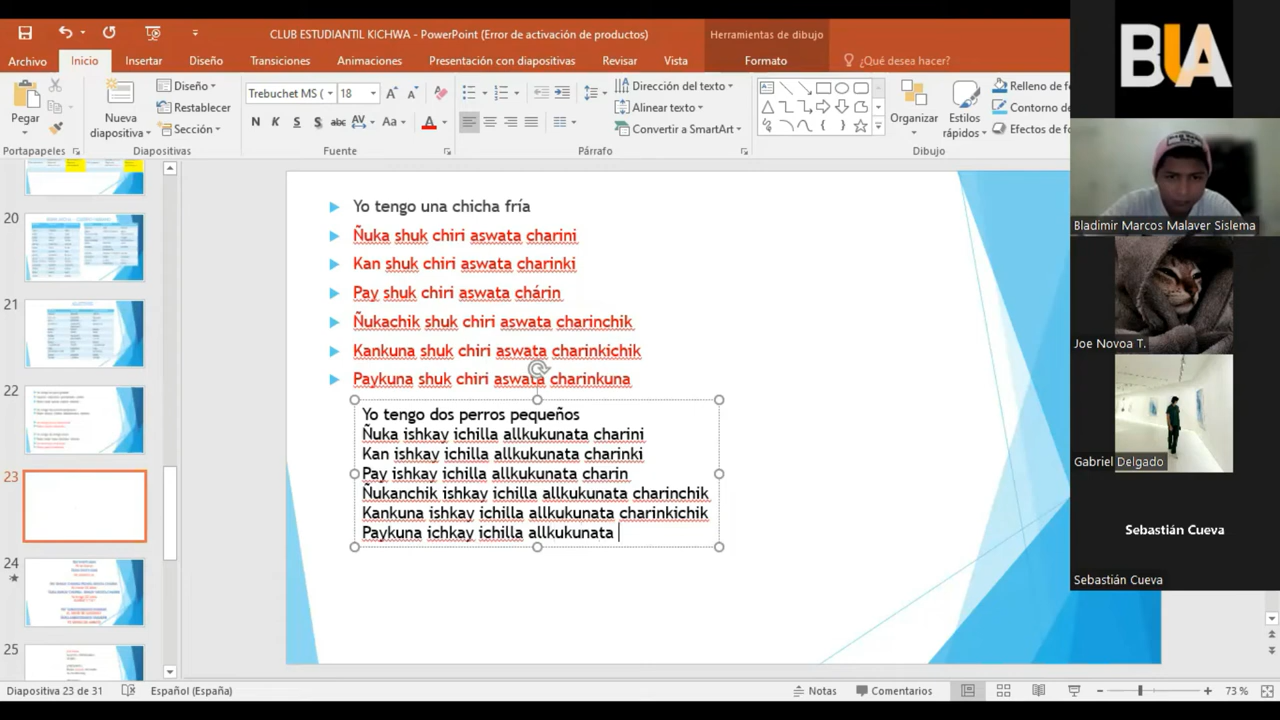 CLUB ESTUDIANTIL KICHWA - PowerPoint (Error de activación de productos)
Herramientas de dibujo
Archivo
Inicio
Insertar
Diseño
Transiciones
Animaciones
Presentación con diapositivas
Revisar
Vista
Formato
¿Qué desea hacer?
Pegar
Nueva diapositiva
Diseño
Restablecer
Sección
Trebuchet MS (
18
N K S S abc AV Aa A
Dirección del texto
Alinear texto
Convertir a SmartArt
Organizar
Estilos rápidos
Relleno de fo
Contorno de
Efectos de fo
Portapapeles
Diapositivas
Fuente
Párrafo
Dibujo
20
21
22
23
24
25
Yo tengo una chicha fría
Ñuka shuk chiri aswata charini
Kan shuk chiri aswata charinki
Pay shuk chiri aswata chárin
Ñukachik shuk chiri aswata charinchik
Kankuna shuk chiri aswata charinkichik
Paykuna shuk chiri aswata charinkuna
Yo tengo dos perros pequeños
Ñuka ishkay ichilla allkukunata charini
Kan ishkay ichilla allkukunata charinki
Pay ishkay ichilla allkukunata charin
Ñukanchik ishkay ichilla allkukunata charinchik
Kankuna ishkay ichilla allkukunata charinkichik
Paykuna ichkay ichilla allkukunata
BUA
Bladimir Marcos Malaver Sislema
Joe Novoa T.
Gabriel Delgado
Sebastián Cueva
Sebastián Cueva
Diapositiva 23 de 31
Español (España)
Notas
Comentarios
73 %